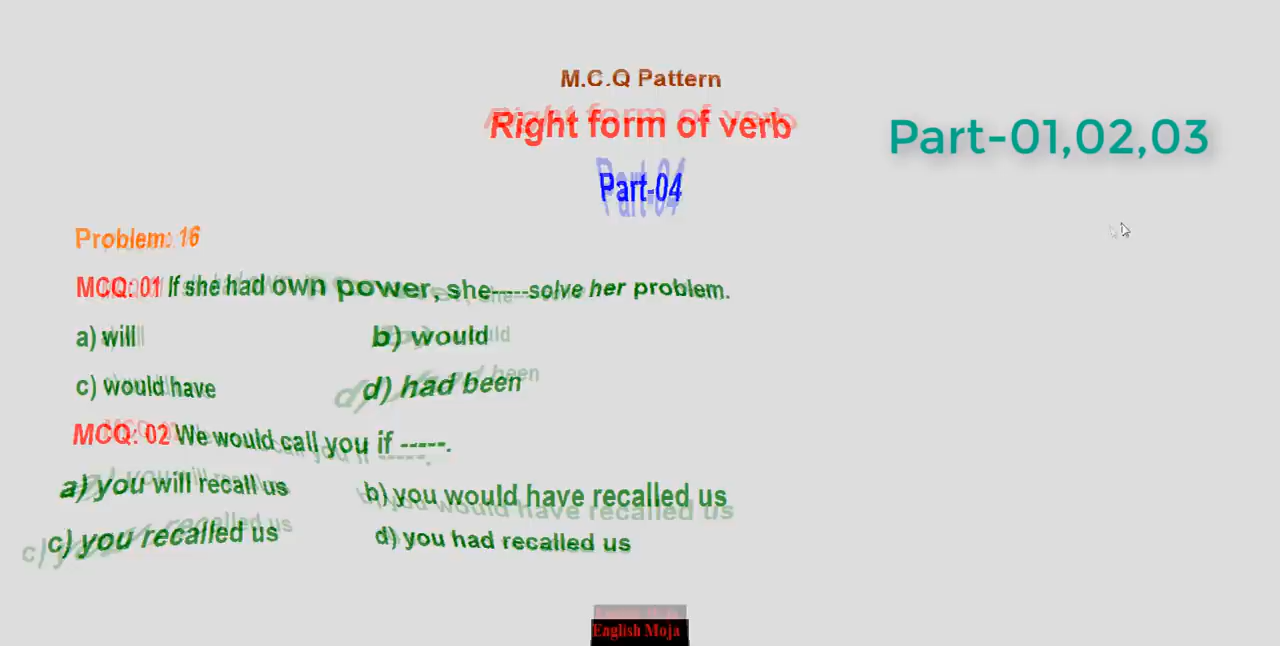 M.C.Q Pattern
Right form of verb
Part-01,02,03
Part-04
Problem: 16
MCQ: 01 If she had own power, she-----solve her problem.
a) will b) would
c) would have d) had been
MCQ: 02 We would call you if -----.
a) you will recall us b) you would have recalled us
c) you recalled us d) you had recalled us
English Moja